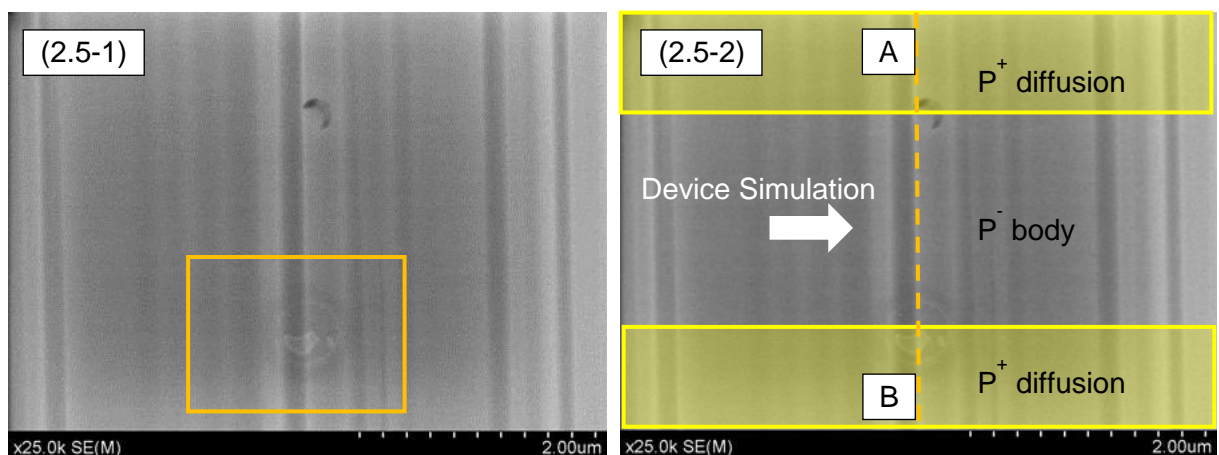 (2.5-1)
x25.0k SE(M)
2.00um
(2.5-2)
A
P+ diffusion
Device Simulation
P- body
P+ diffusion
B
x25.0k SE(M)
2.00um